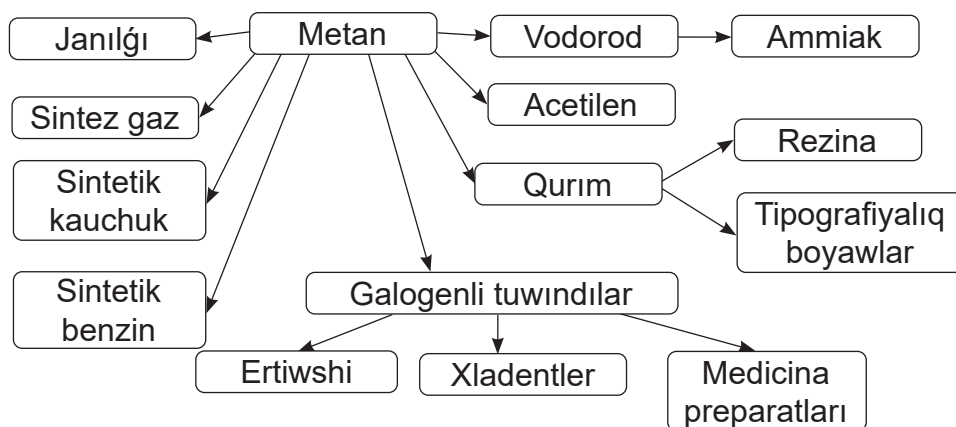 Janılǵı
Metan
Vodorod
Ammiak
Sintez gaz
Acetilen
Rezina
Sintetik
kauchuk
Qurım
Tipografiyalıq
boyawlar
Sintetik
benzin
Galogenli tuwındılar
Ertiwshi
Xladentler
Medicina
preparatları